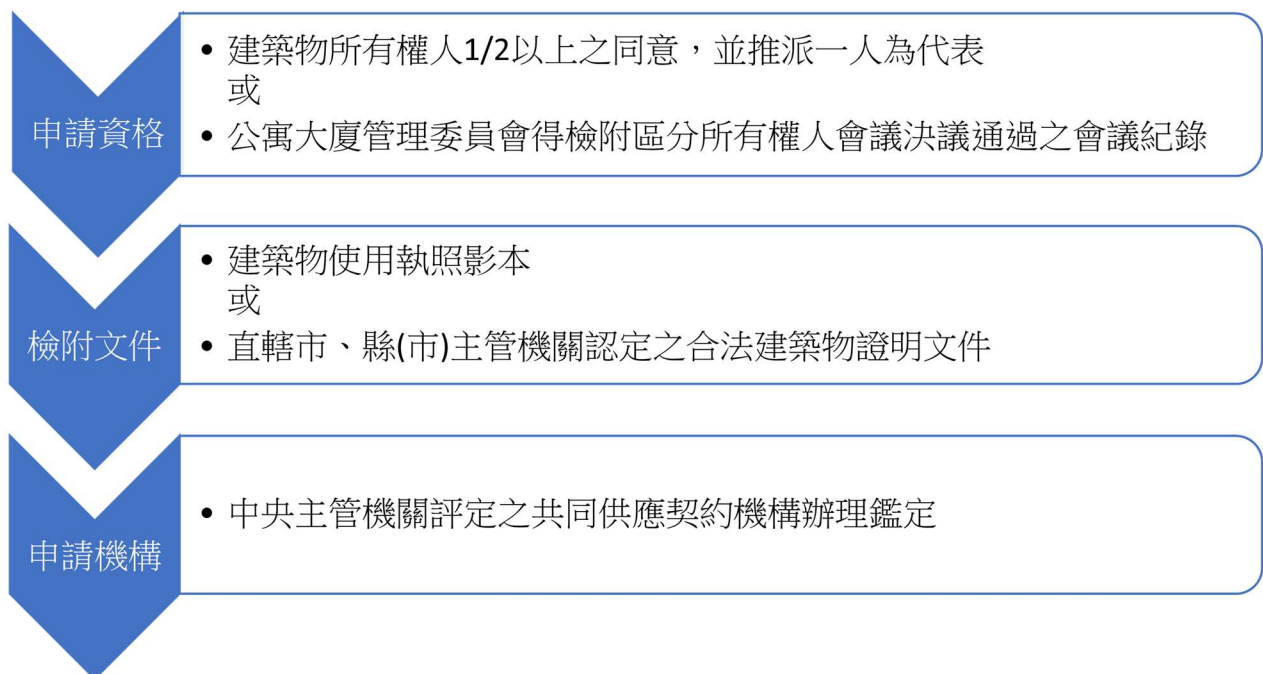 申請資格
• 建築物所有權人1/2以上之同意，並推派一人為代表
或
• 公寓大廈管理委員會得檢附區分所有權人會議決議通過之會議紀錄
檢附文件
• 建築物使用執照影本
或
• 直轄市、縣(市)主管機關認定之合法建築物證明文件
申請機構
• 中央主管機關評定之共同供應契約機構辦理鑑定